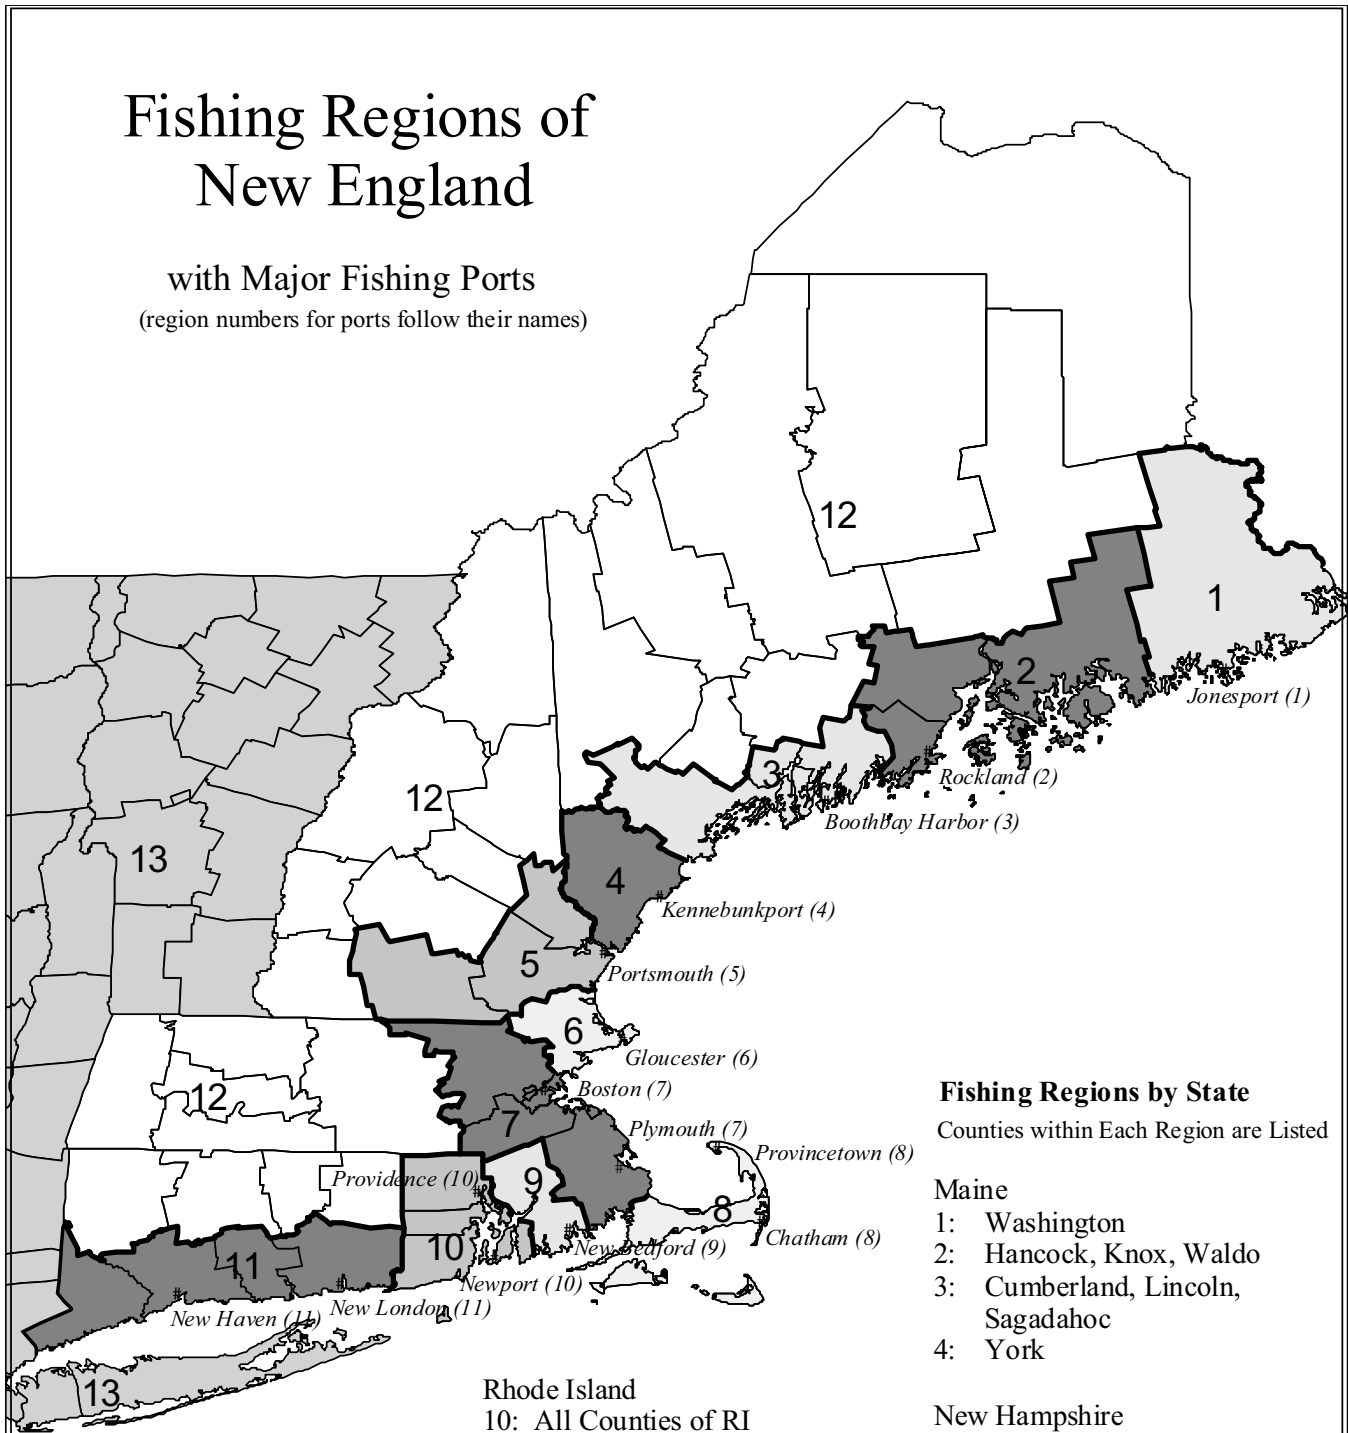 Fishing Regions of
New England
with Major Fishing Ports
(region numbers for ports follow their names)
12
1
2
Jonesport (1)
3
Rockland (2)
12
Boothbay Harbor (3)
13
4
Kennebunkport (4)
5
Portsmouth (5)
6
Gloucester (6)
12
Boston (7)
7
Plymouth (7)
Provincetown (8)
Providence (10)
9
8
Chatham (8)
10
New Bedford (9)
11
Newport (10)
New London (11)
New Haven (11)
13
Rhode Island
10: All Counties of RI
Fishing Regions by State
Counties within Each Region are Listed
Maine
1: Washington
2: Hancock, Knox, Waldo
3: Cumberland, Lincoln,
Sagadahoc
4: York
New Hampshire